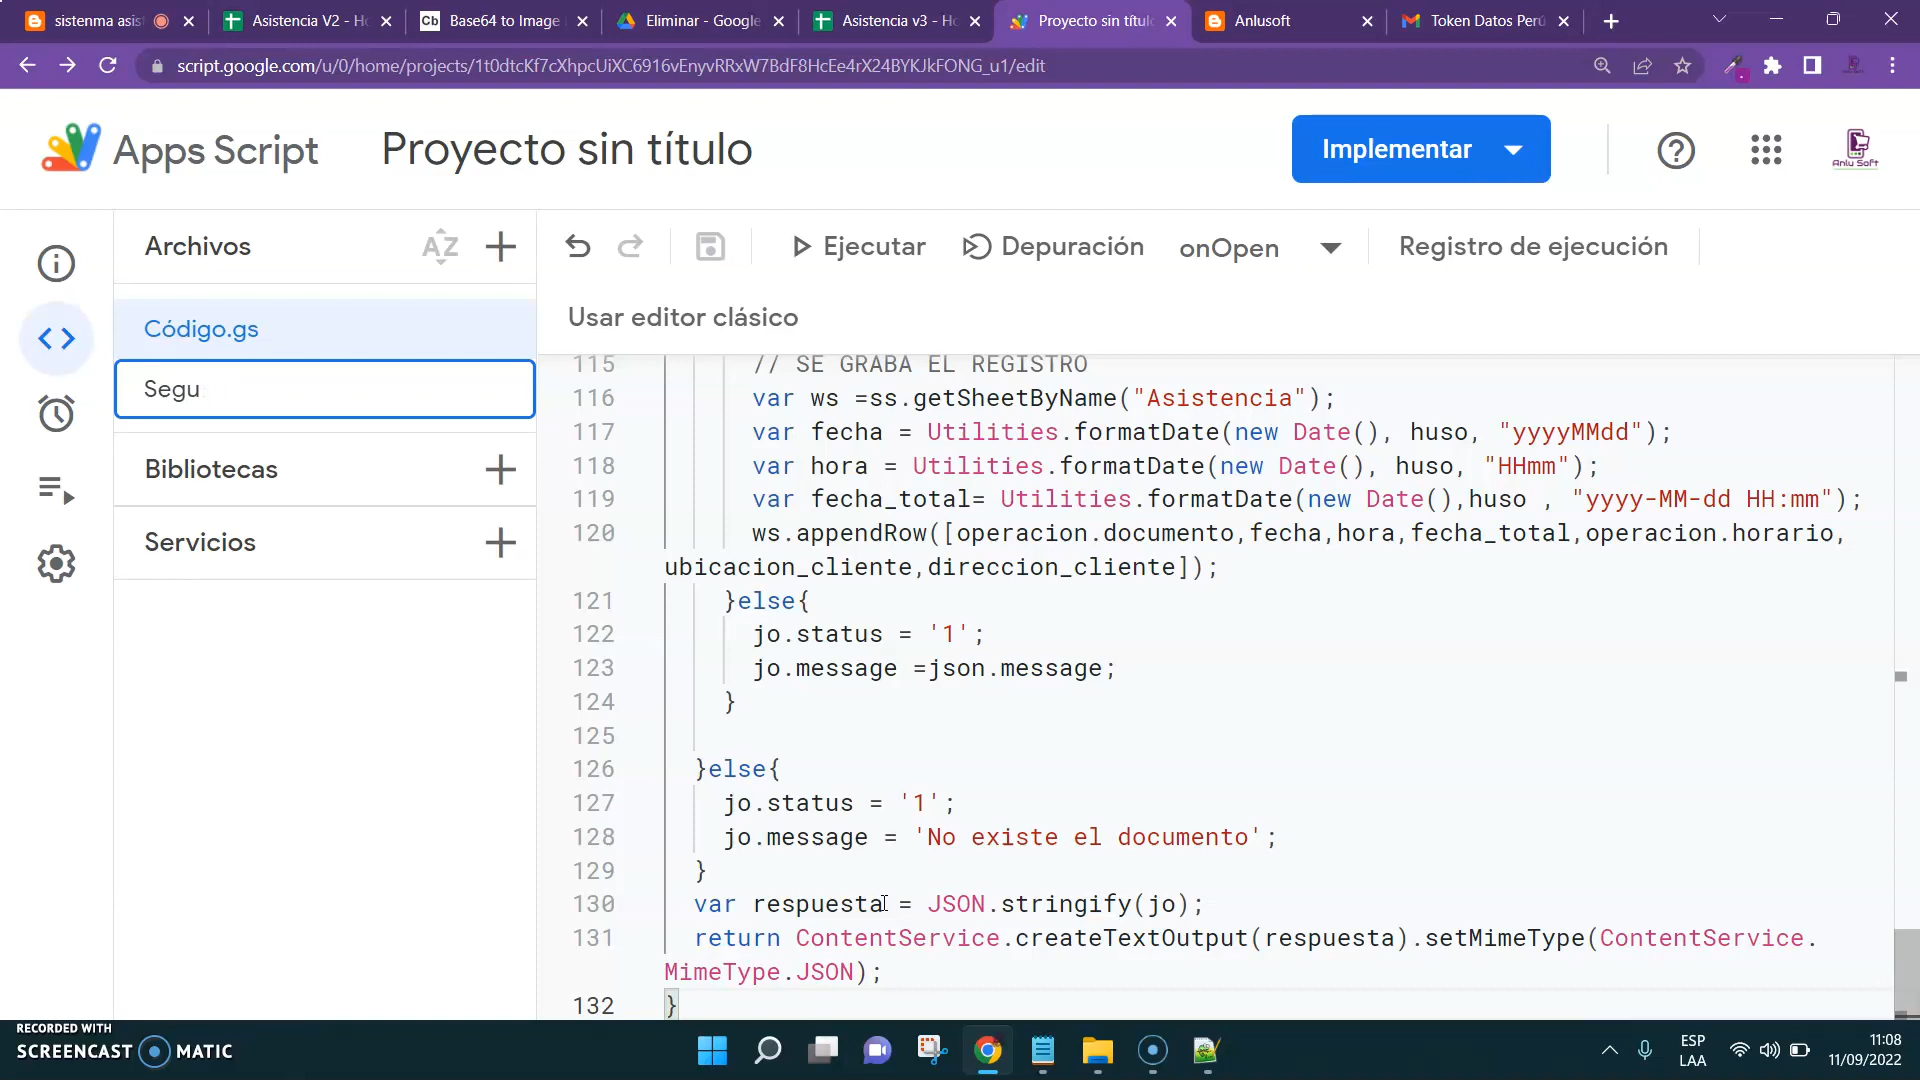 sistenma asis
Asistencia V2 - Ho
Base64 to Image
Eliminar - Google
Asistencia v3 - Ho
Proyecto sin título
Anlusoft
Token Datos Perú
script.google.com/u/0/home/projects/1t0dtcKf7cXhpcUiXC6916vEnyvRRxW7BdF8HcEe4rX24BYKJkFONG_u1/edit
Apps Script
Proyecto sin título
Implementar
Anlu Soft
Archivos
AZ
Ejecutar
Depuración
onOpen
Registro de ejecución
Usar editor clásico
Código.gs
Segu
Bibliotecas
Servicios
115 // SE GRABA EL REGISTRO
116 var ws =ss.getSheetByName("Asistencia");
117 var fecha = Utilities.formatDate(new Date(), huso, "yyyyMMdd");
118 var hora = Utilities.formatDate(new Date(), huso, "HHmm");
119 var fecha_total= Utilities.formatDate(new Date(),huso , "yyyy-MM-dd HH:mm");
120 ws.appendRow([operacion.documento,fecha,hora,fecha_total,operacion.horario,
ubicacion_cliente,direccion_cliente]);
121 }else{
122 jo.status = '1';
123 jo.message =json.message;
124 }
125
126 }else{
127 jo.status = '1';
128 jo.message = 'No existe el documento';
129 }
130 var respuesta = JSON.stringify(jo);
131 return ContentService.createTextOutput(respuesta).setMimeType(ContentService.
MimeType.JSON);
132 }
RECORDED WITH
SCREENCAST MATIC
ESP
LAA
11:08
11/09/2022